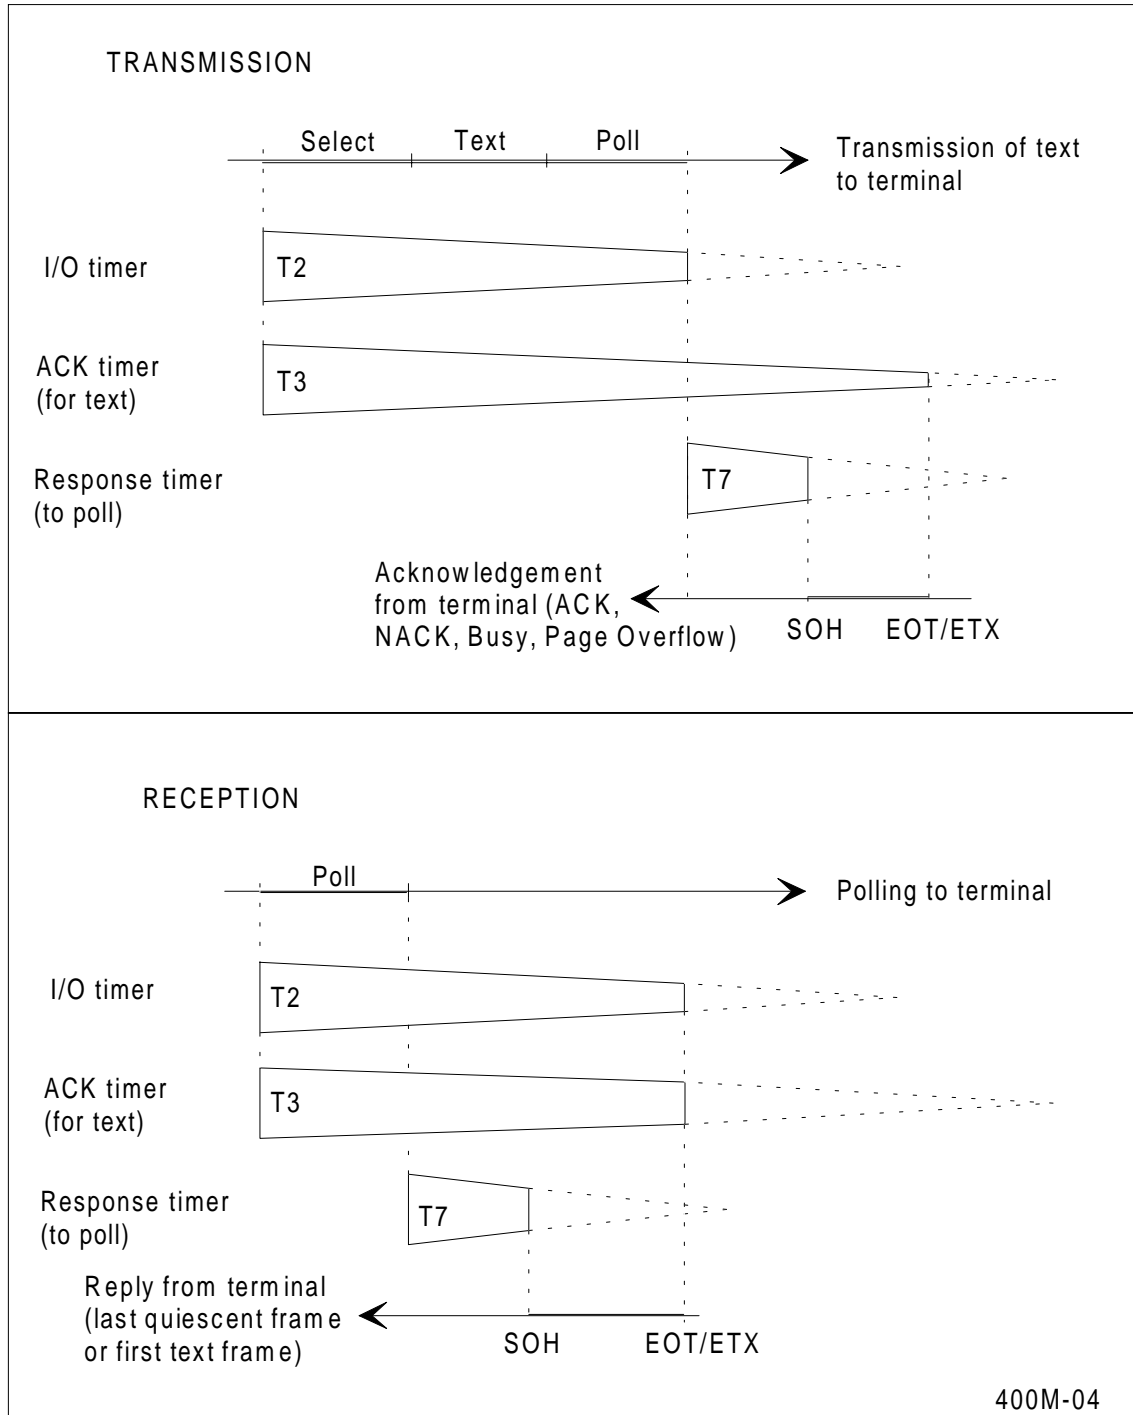 TRANSMISSION
Select
Text
Poll
Transmission of text
to terminal
I/O timer
T2
ACK timer
(for text)
T3
Response timer
(to poll)
T7
Acknowledgement
from terminal (ACK,
NACK, Busy, Page Overflow)
SOH
EOT/ETX
RECEPTION
Poll
Polling to terminal
I/O timer
T2
ACK timer
(for text)
T3
Response timer
(to poll)
T7
Reply from terminal
(last quiescent frame
or first text frame)
SOH
EOT/ETX
400M-04